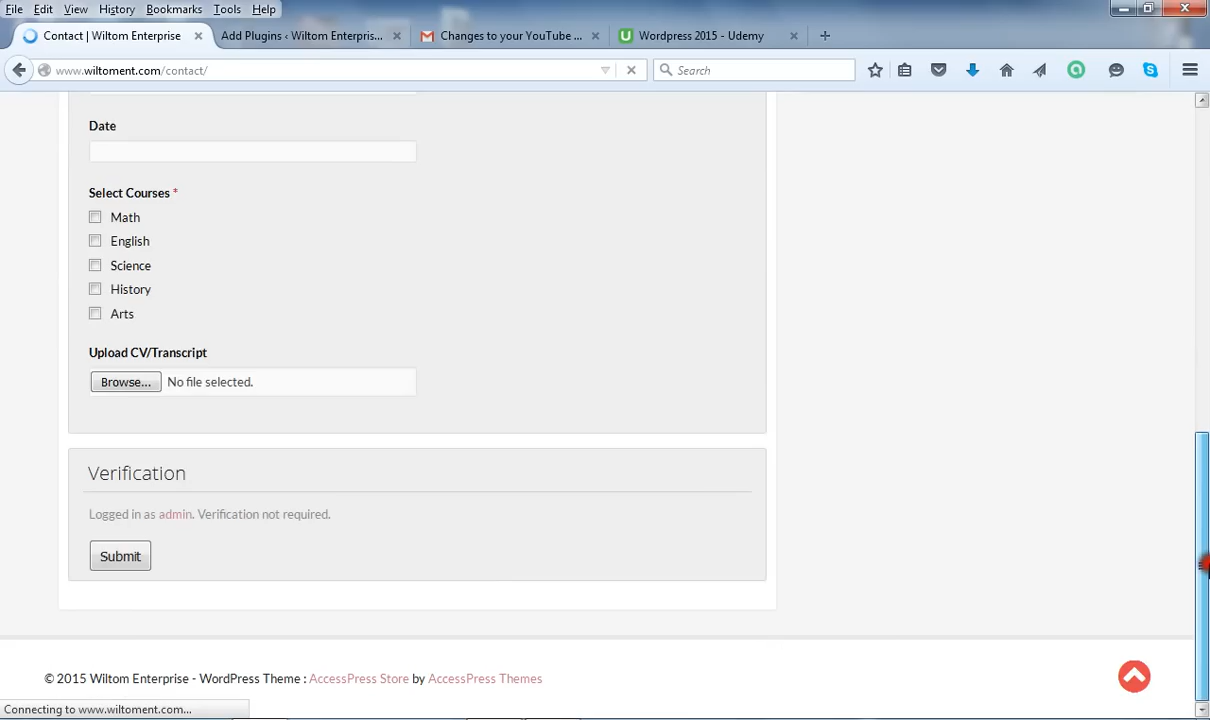 File Edit View History Bookmarks Tools Help
Contact | Wiltom Enterprise Add Plugins ‹ Wiltom Enterpris... Changes to your YouTube ... Wordpress 2015 - Udemy
www.wiltoment.com/contact/ Search
Date
Select Courses *
Math
English
Science
History
Arts
Upload CV/Transcript
Browse... No file selected.
Verification
Logged in as admin. Verification not required.
Submit
© 2015 Wiltom Enterprise - WordPress Theme : AccessPress Store by AccessPress Themes
Connecting to www.wiltoment.com...